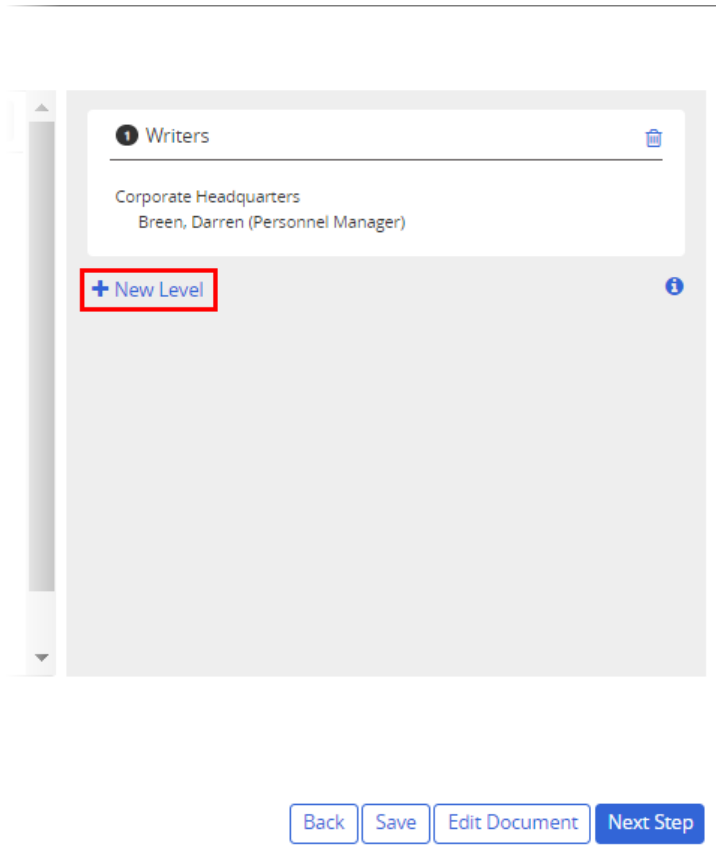 1 Writers
Corporate Headquarters
Breen, Darren (Personnel Manager)
+ New Level
Back Save Edit Document Next Step